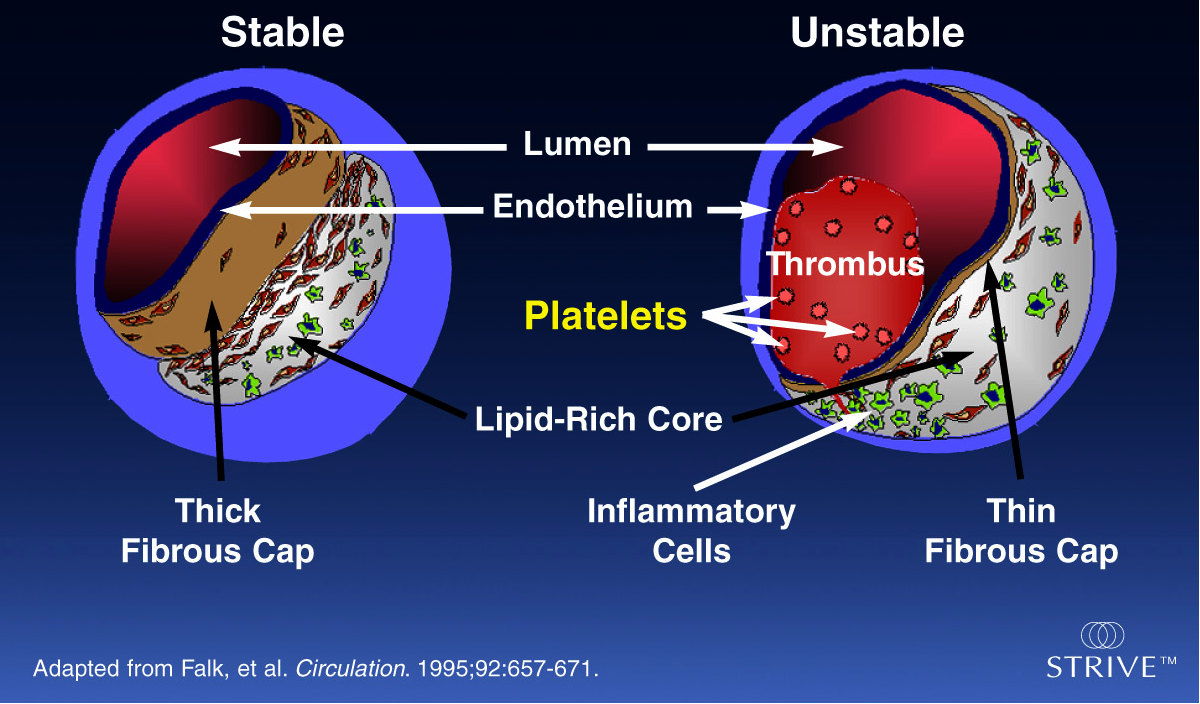 Stable
Unstable
Lumen
Endothelium
Thrombus
Platelets
Lipid-Rich Core
Thick
Fibrous Cap
Inflammatory
Cells
Thin
Fibrous Cap
Adapted from Falk, et al. Circulation. 1995;92:657-671.
STRIVE™